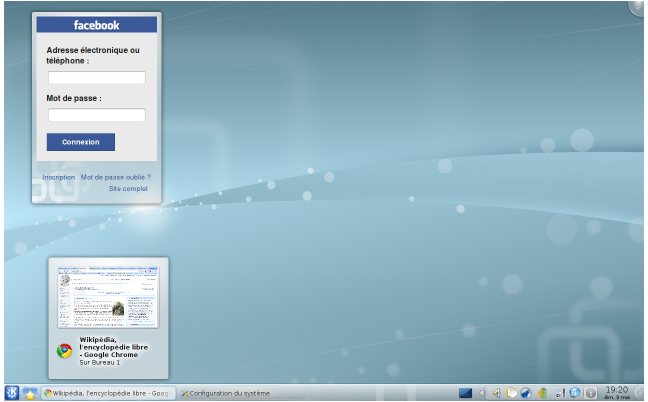 facebook
Adresse électronique ou
téléphone :
Mot de passe :
Connexion
Inscription Mot de passe oublié ?
Site complet
Wikipédia,
l'encyclopédie libre
- Google Chrome
Sur Bureau 1
Wikipédia, l'encyclopédie libre - Goog
Configuration du système
19:20
dim. 9 mai